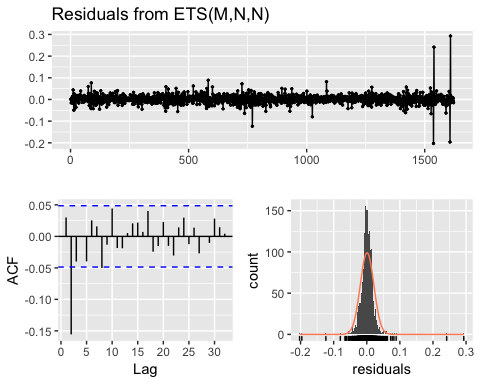 Residuals from ETS(M,N,N)
0.3
0.2
0.1
0.0
-0.1
-0.2
0 500 1000 1500
0.05
0.00
-0.05
-0.10
-0.15
ACF
0 5 10 15 20 25 30
Lag
150
100
50
0
count
-0.2 -0.1 0.0 0.1 0.2 0.3
residuals